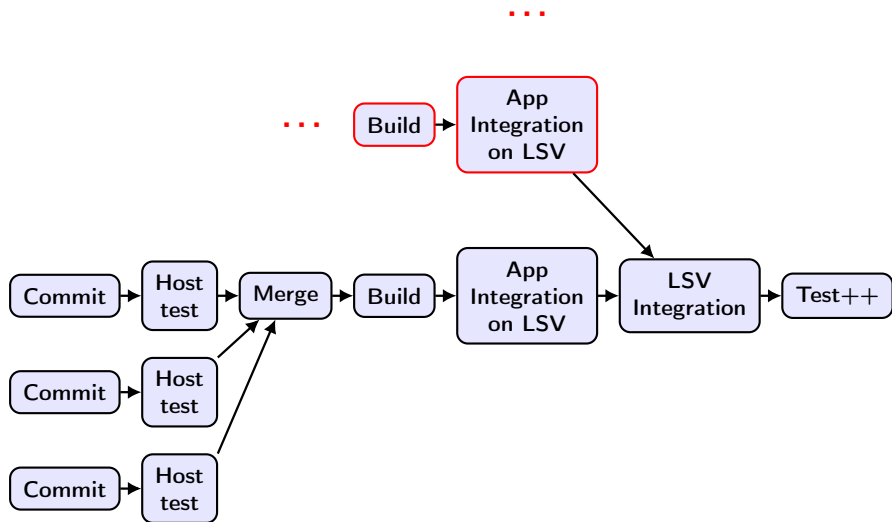 ...
...
Build
App
Integration
on LSV
Commit
Host
test
Merge
Build
App
Integration
on LSV
LSV
Integration
Test++
Commit
Host
test
Commit
Host
test